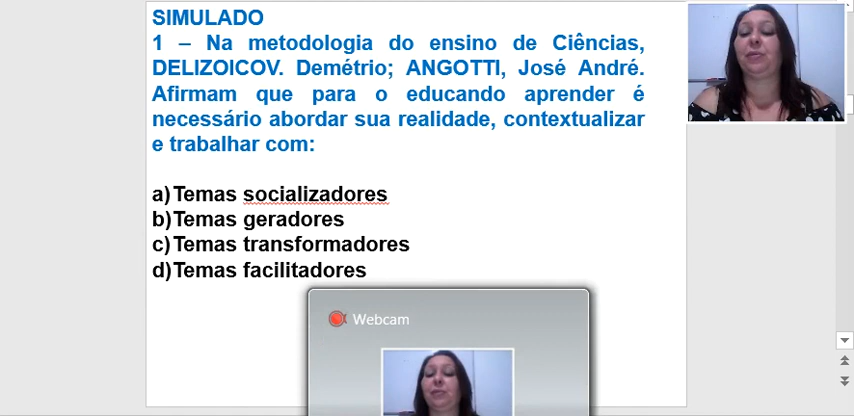 SIMULADO
1 – Na metodologia do ensino de Ciências,
DELIZOICOV. Demétrio; ANGOTTI, José André.
Afirmam que para o educando aprender é
necessário abordar sua realidade, contextualizar
e trabalhar com:
a) Temas socializadores
b) Temas geradores
c) Temas transformadores
d) Temas facilitadores
Webcam